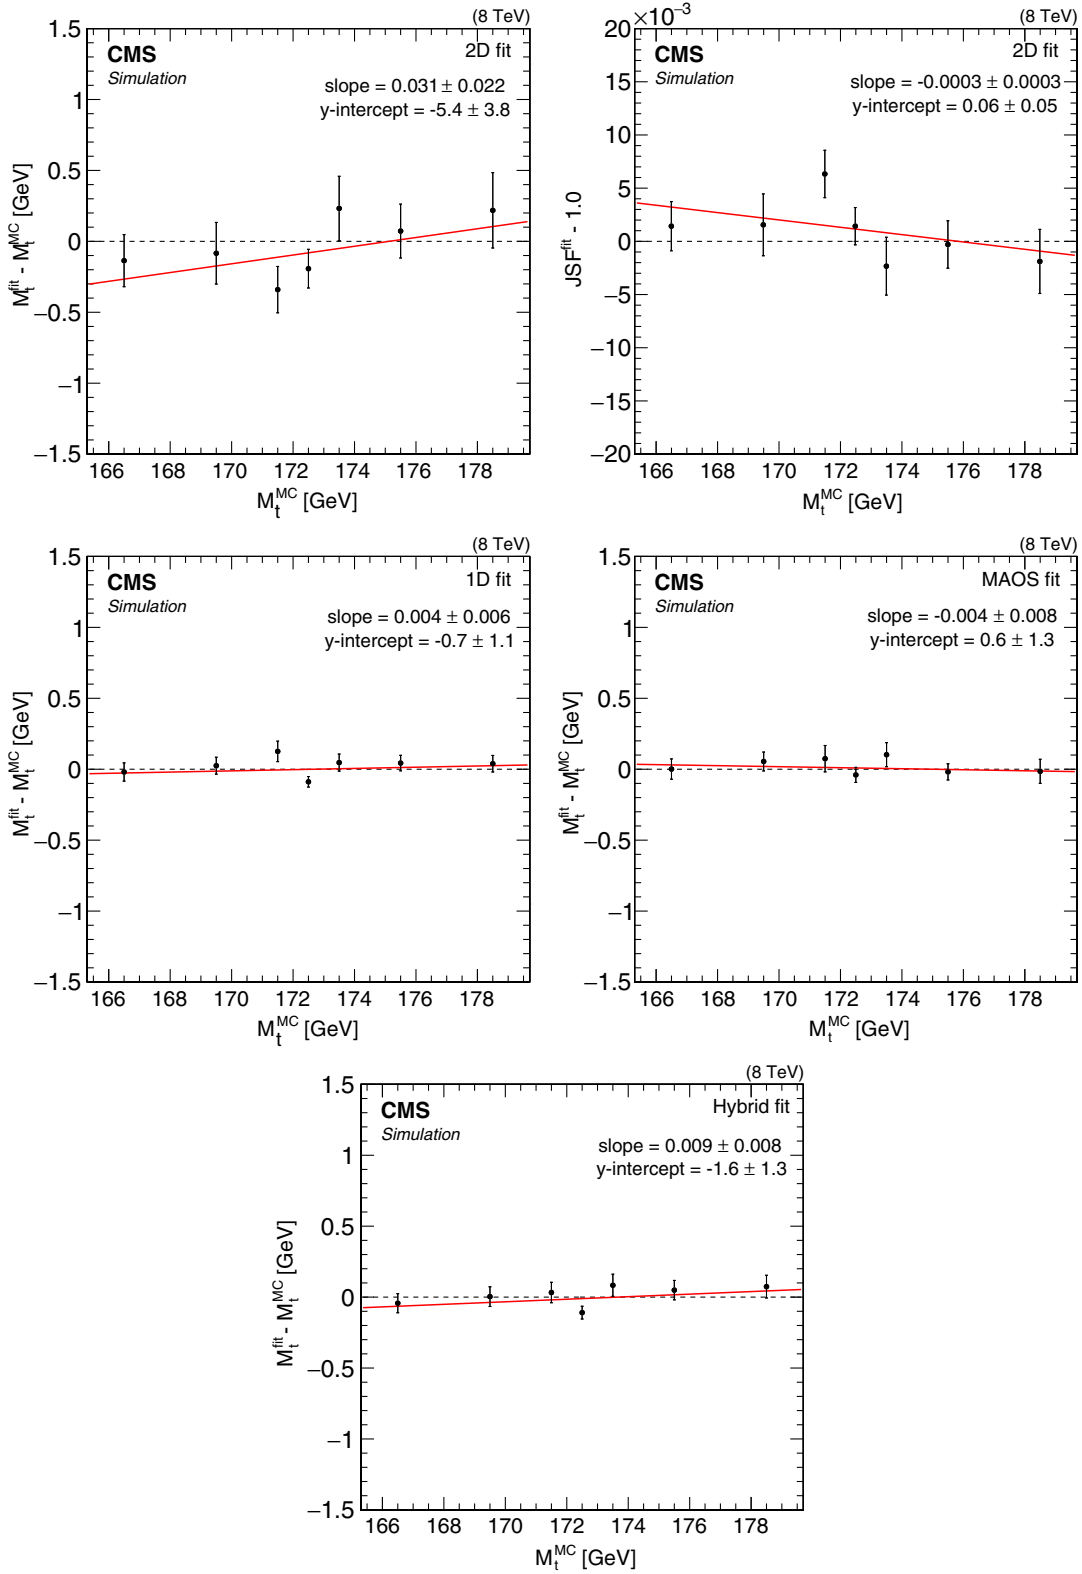 (8 TeV)
CMS
Simulation
2D fit
slope = 0.031 ± 0.022
y-intercept = -5.4 ± 3.8
1.5
1
0.5
0
−0.5
−1
−1.5
M_t^fit - M_t^MC [GeV]
166 168 170 172 174 176 178
M_t^MC [GeV]
×10^−3
(8 TeV)
CMS
Simulation
2D fit
slope = -0.0003 ± 0.0003
y-intercept = 0.06 ± 0.05
20
15
10
5
0
−5
−10
−15
−20
JSF^fit - 1.0
166 168 170 172 174 176 178
M_t^MC [GeV]
(8 TeV)
CMS
Simulation
1D fit
slope = 0.004 ± 0.006
y-intercept = -0.7 ± 1.1
1.5
1
0.5
0
−0.5
−1
−1.5
M_t^fit - M_t^MC [GeV]
166 168 170 172 174 176 178
M_t^MC [GeV]
(8 TeV)
CMS
Simulation
MAOS fit
slope = -0.004 ± 0.008
y-intercept = 0.6 ± 1.3
1.5
1
0.5
0
−0.5
−1
−1.5
M_t^fit - M_t^MC [GeV]
166 168 170 172 174 176 178
M_t^MC [GeV]
(8 TeV)
CMS
Simulation
Hybrid fit
slope = 0.009 ± 0.008
y-intercept = -1.6 ± 1.3
1.5
1
0.5
0
−0.5
−1
−1.5
M_t^fit - M_t^MC [GeV]
166 168 170 172 174 176 178
M_t^MC [GeV]